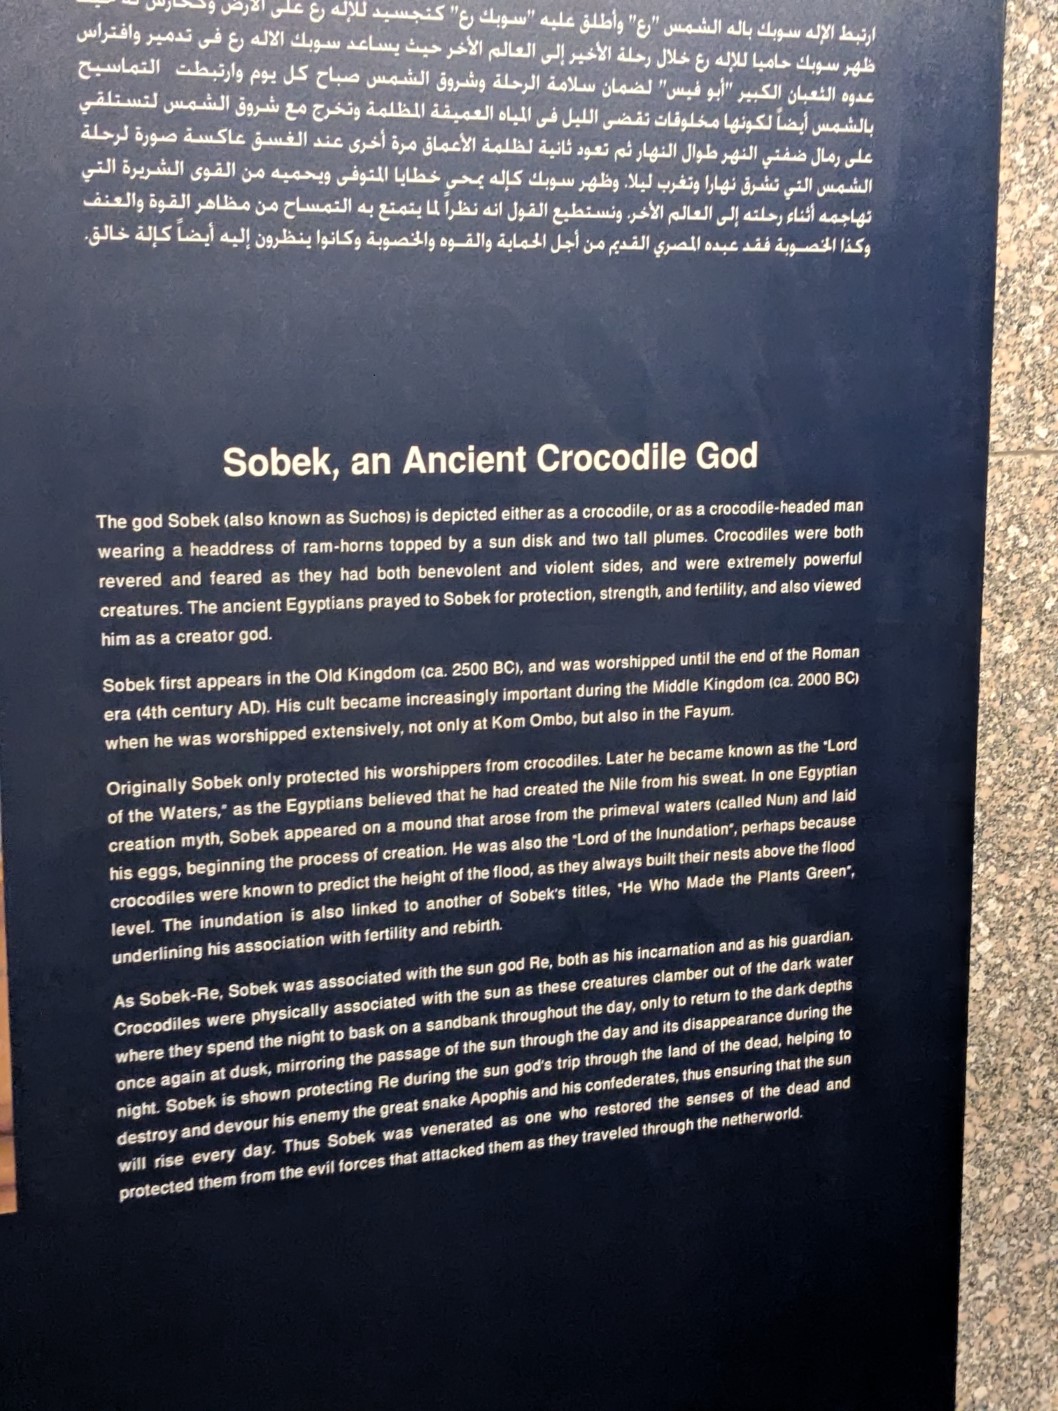 ارتبط الإله سوبك باله الشمس "رع" وأطلق عليه "سوبك رع" كتجسيد للإله رع على الأرض وكحارس له
ظهر سوبك حاميا للإله رع خلال رحلة الأخير إلى العالم الأخر حيث يساعد سوبك الاله رع فى تدمير وافتراس
عدوه الثعبان الكبير "أبو فيس" لضمان سلامة الرحلة وشروق الشمس صباح كل يوم وارتبطت التماسيح
بالشمس أيضاً لكونها مخلوقات تقضى الليل فى المياه العميقة المظلمة وتخرج مع شروق الشمس لتستلقي
على رمال ضفتي النهر طوال النهار ثم تعود ثانية لظلمة الأعماق مرة أخرى عند الغسق عاكسة صورة لرحلة
الشمس التي تشرق نهارا وتغرب ليلا. وظهر سوبك كإله يمحى خطايا المتوفى ويحميه من القوى الشريرة التي
تهاجمه أثناء رحلته إلى العالم الأخر. ونستطيع القول انه نظراً لما يتمتع به التمساح من مظاهر القوة والعنف
وكذا الخصوبة فقد عبده المصري القديم من أجل الحماية والقوه والخصوبة وكانوا ينظرون إليه أيضاً كإلة خالق.
Sobek, an Ancient Crocodile God
The god Sobek (also known as Suchos) is depicted either as a crocodile, or as a crocodile-headed man
wearing a headdress of ram-horns topped by a sun disk and two tall plumes. Crocodiles were both
revered and feared as they had both benevolent and violent sides, and were extremely powerful
creatures. The ancient Egyptians prayed to Sobek for protection, strength, and fertility, and also viewed
him as a creator god.
Sobek first appears in the Old Kingdom (ca. 2500 BC), and was worshipped until the end of the Roman
era (4th century AD). His cult became increasingly important during the Middle Kingdom (ca. 2000 BC)
when he was worshipped extensively, not only at Kom Ombo, but also in the Fayum.
Originally Sobek only protected his worshippers from crocodiles. Later he became known as the "Lord
of the Waters," as the Egyptians believed that he had created the Nile from his sweat. In one Egyptian
creation myth, Sobek appeared on a mound that arose from the primeval waters (called Nun) and laid
his eggs, beginning the process of creation. He was also the "Lord of the Inundation", perhaps because
crocodiles were known to predict the height of the flood, as they always built their nests above the flood
level. The inundation is also linked to another of Sobek's titles, "He Who Made the Plants Green",
underlining his association with fertility and rebirth.
As Sobek-Re, Sobek was associated with the sun god Re, both as his incarnation and as his guardian.
Crocodiles were physically associated with the sun as these creatures clamber out of the dark water
where they spend the night to bask on a sandbank throughout the day, only to return to the dark depths
once again at dusk, mirroring the passage of the sun through the day and its disappearance during the
night. Sobek is shown protecting Re during the sun god's trip through the land of the dead, helping to
destroy and devour his enemy the great snake Apophis and his confederates, thus ensuring that the sun
will rise every day. Thus Sobek was venerated as one who restored the senses of the dead and
protected them from the evil forces that attacked them as they traveled through the netherworld.